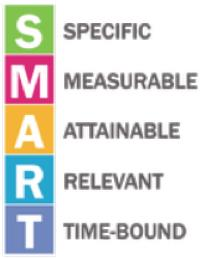 S SPECIFIC
M MEASURABLE
A ATTAINABLE
R RELEVANT
T TIME-BOUND